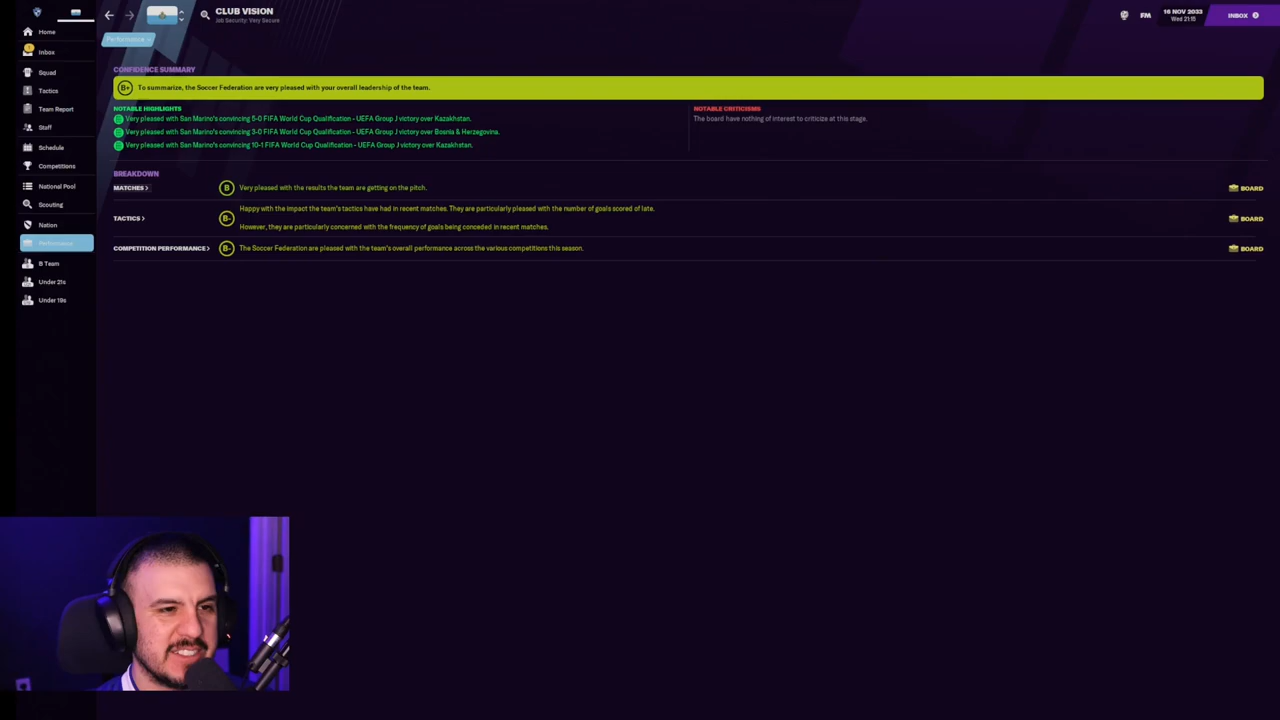 CLUB VISION
Job Security: Very Secure
FM
16 NOV 2033
Wed 21:15
INBOX
Home
Inbox
Squad
Tactics
Team Report
Staff
Schedule
Competitions
National Pool
Scouting
Nation
Performance
B Team
Under 21s
Under 19s
Performance
CONFIDENCE SUMMARY
B+ To summarize, the Soccer Federation are very pleased with your overall leadership of the team.
NOTABLE HIGHLIGHTS
Very pleased with San Marino's convincing 5-0 FIFA World Cup Qualification - UEFA Group J victory over Kazakhstan.
Very pleased with San Marino's convincing 3-0 FIFA World Cup Qualification - UEFA Group J victory over Bosnia & Herzegovina.
Very pleased with San Marino's convincing 10-1 FIFA World Cup Qualification - UEFA Group J victory over Kazakhstan.
NOTABLE CRITICISMS
The board have nothing of interest to criticize at this stage.
BREAKDOWN
MATCHES > B Very pleased with the results the team are getting on the pitch. BOARD
TACTICS > B- Happy with the impact the team's tactics have had in recent matches. They are particularly pleased with the number of goals scored of late. BOARD
However, they are particularly concerned with the frequency of goals being conceded in recent matches.
COMPETITION PERFORMANCE > B- The Soccer Federation are pleased with the team's overall performance across the various competitions this season. BOARD